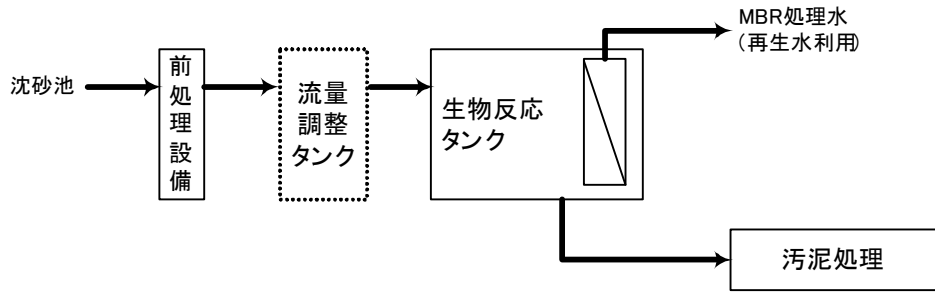 沈砂池
前
処
理
設
備
流量
調整
タンク
生物反応
タンク
MBR処理水
(再生水利用)
汚泥処理